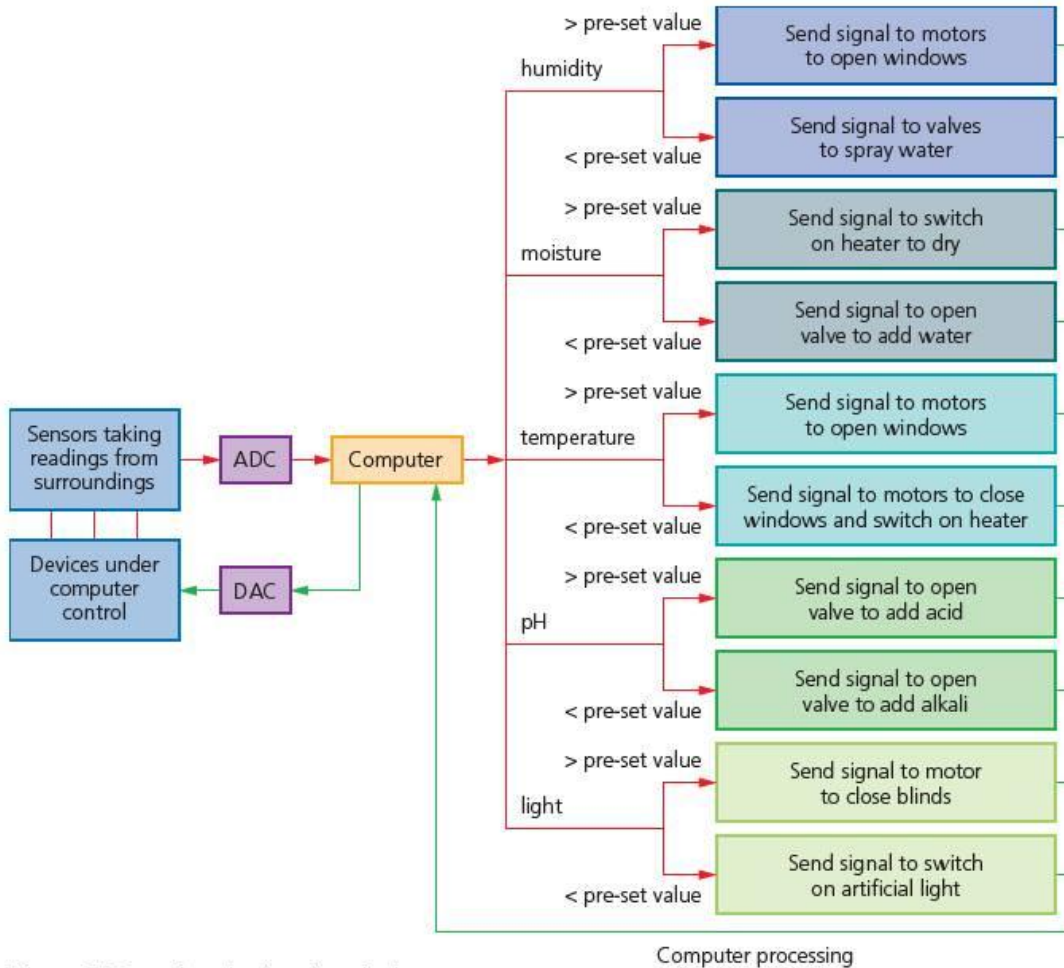 > pre-set value
Send signal to motors
to open windows
humidity
Send signal to valves
to spray water
< pre-set value
> pre-set value
Send signal to switch
on heater to dry
moisture
Send signal to open
valve to add water
< pre-set value
> pre-set value
Send signal to motors
to open windows
temperature
Send signal to motors to close
windows and switch on heater
< pre-set value
Sensors taking
readings from
surroundings
ADC
Computer
Devices under
computer
control
DAC
> pre-set value
Send signal to open
valve to add acid
pH
Send signal to open
valve to add alkali
< pre-set value
> pre-set value
Send signal to motor
to close blinds
light
Send signal to switch
on artificial light
< pre-set value
Computer processing